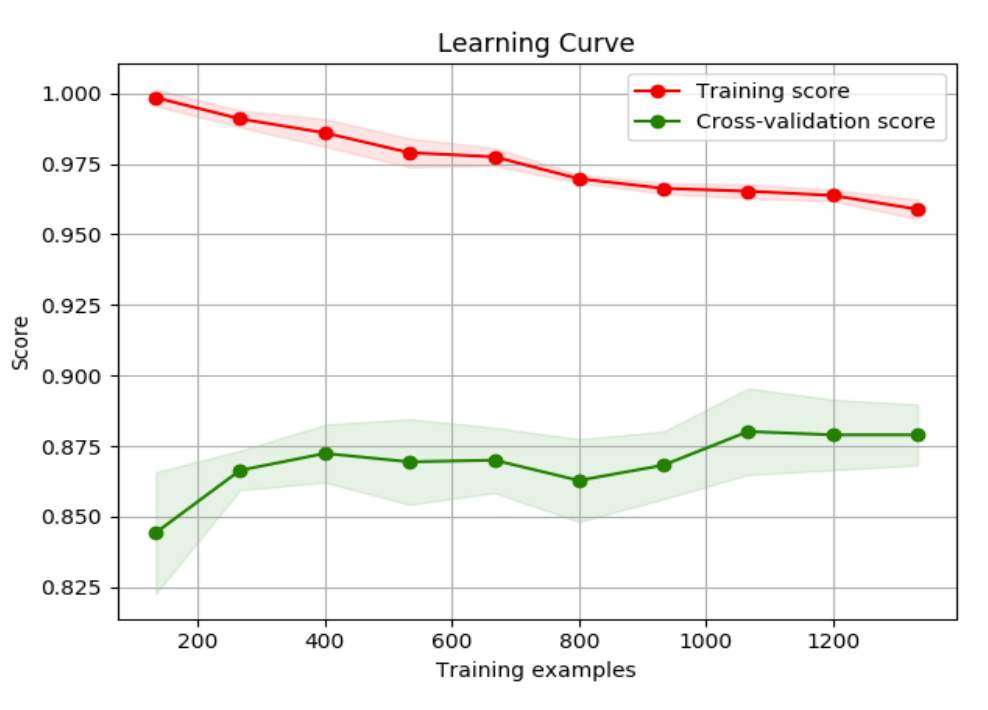 Learning Curve
1.000
0.975
0.950
0.925
0.900
0.875
0.850
0.825
Score
Training score
Cross-validation score
200 400 600 800 1000 1200
Training examples